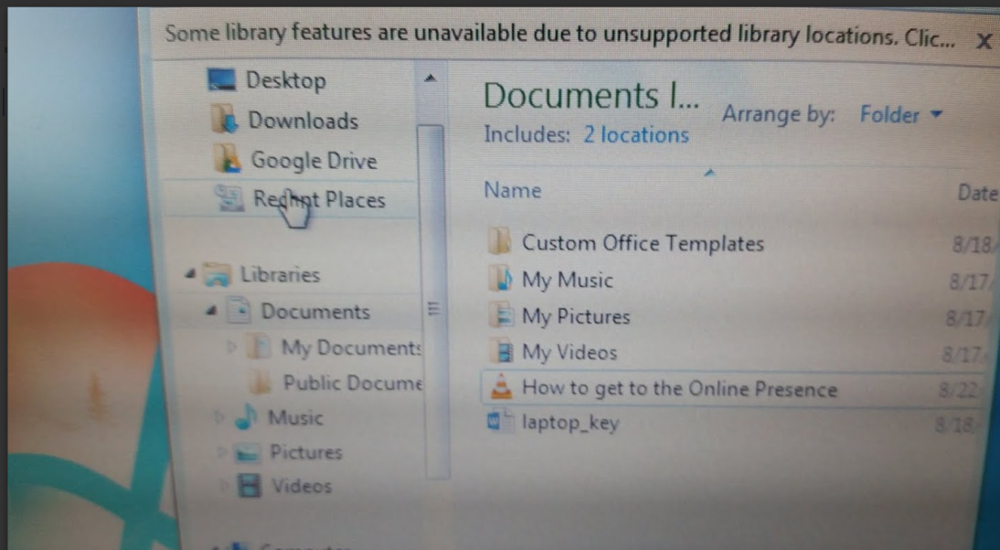 Some library features are unavailable due to unsupported library locations. Clic... X
Desktop
Downloads
Google Drive
Recent Places
Libraries
Documents
My Documents
Public Docume
Music
Pictures
Videos
Documents l...
Arrange by: Folder
Includes: 2 locations
Name Date
Custom Office Templates 8/18/
My Music 8/17/
My Pictures 8/17/
My Videos 8/17/
How to get to the Online Presence 8/22
laptop_key 8/18/